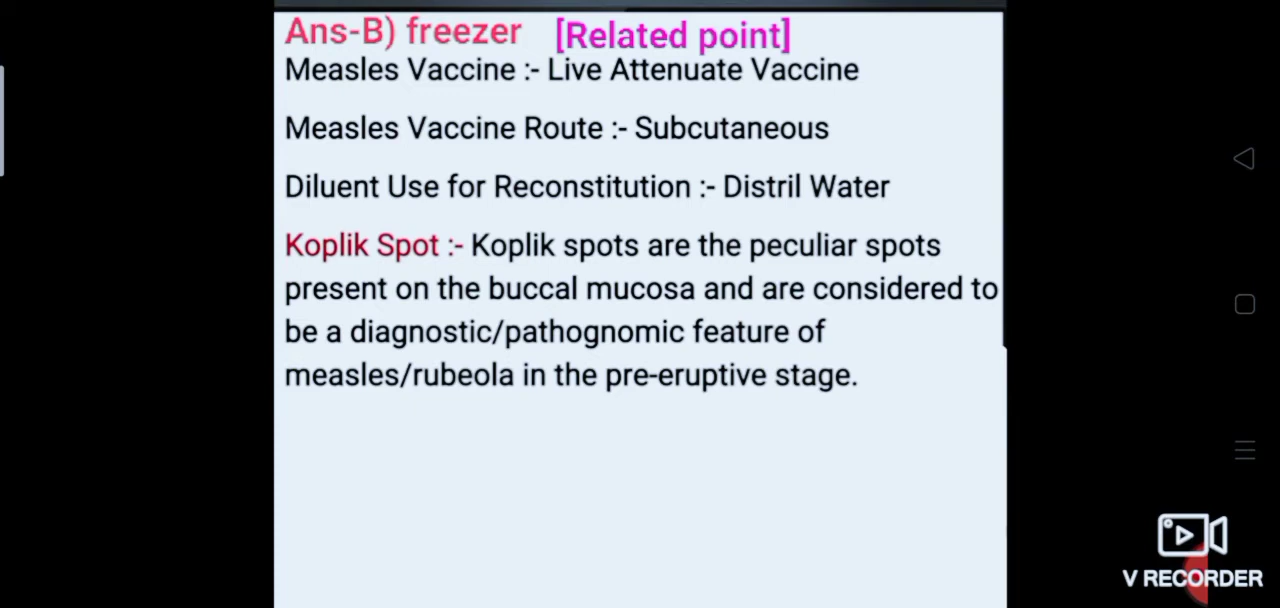 Ans-B) freezer [Related point]
Measles Vaccine :- Live Attenuate Vaccine
Measles Vaccine Route :- Subcutaneous
Diluent Use for Reconstitution :- Distril Water
Koplik Spot :- Koplik spots are the peculiar spots
present on the buccal mucosa and are considered to
be a diagnostic/pathognomic feature of
measles/rubeola in the pre-eruptive stage.
V RECORDER